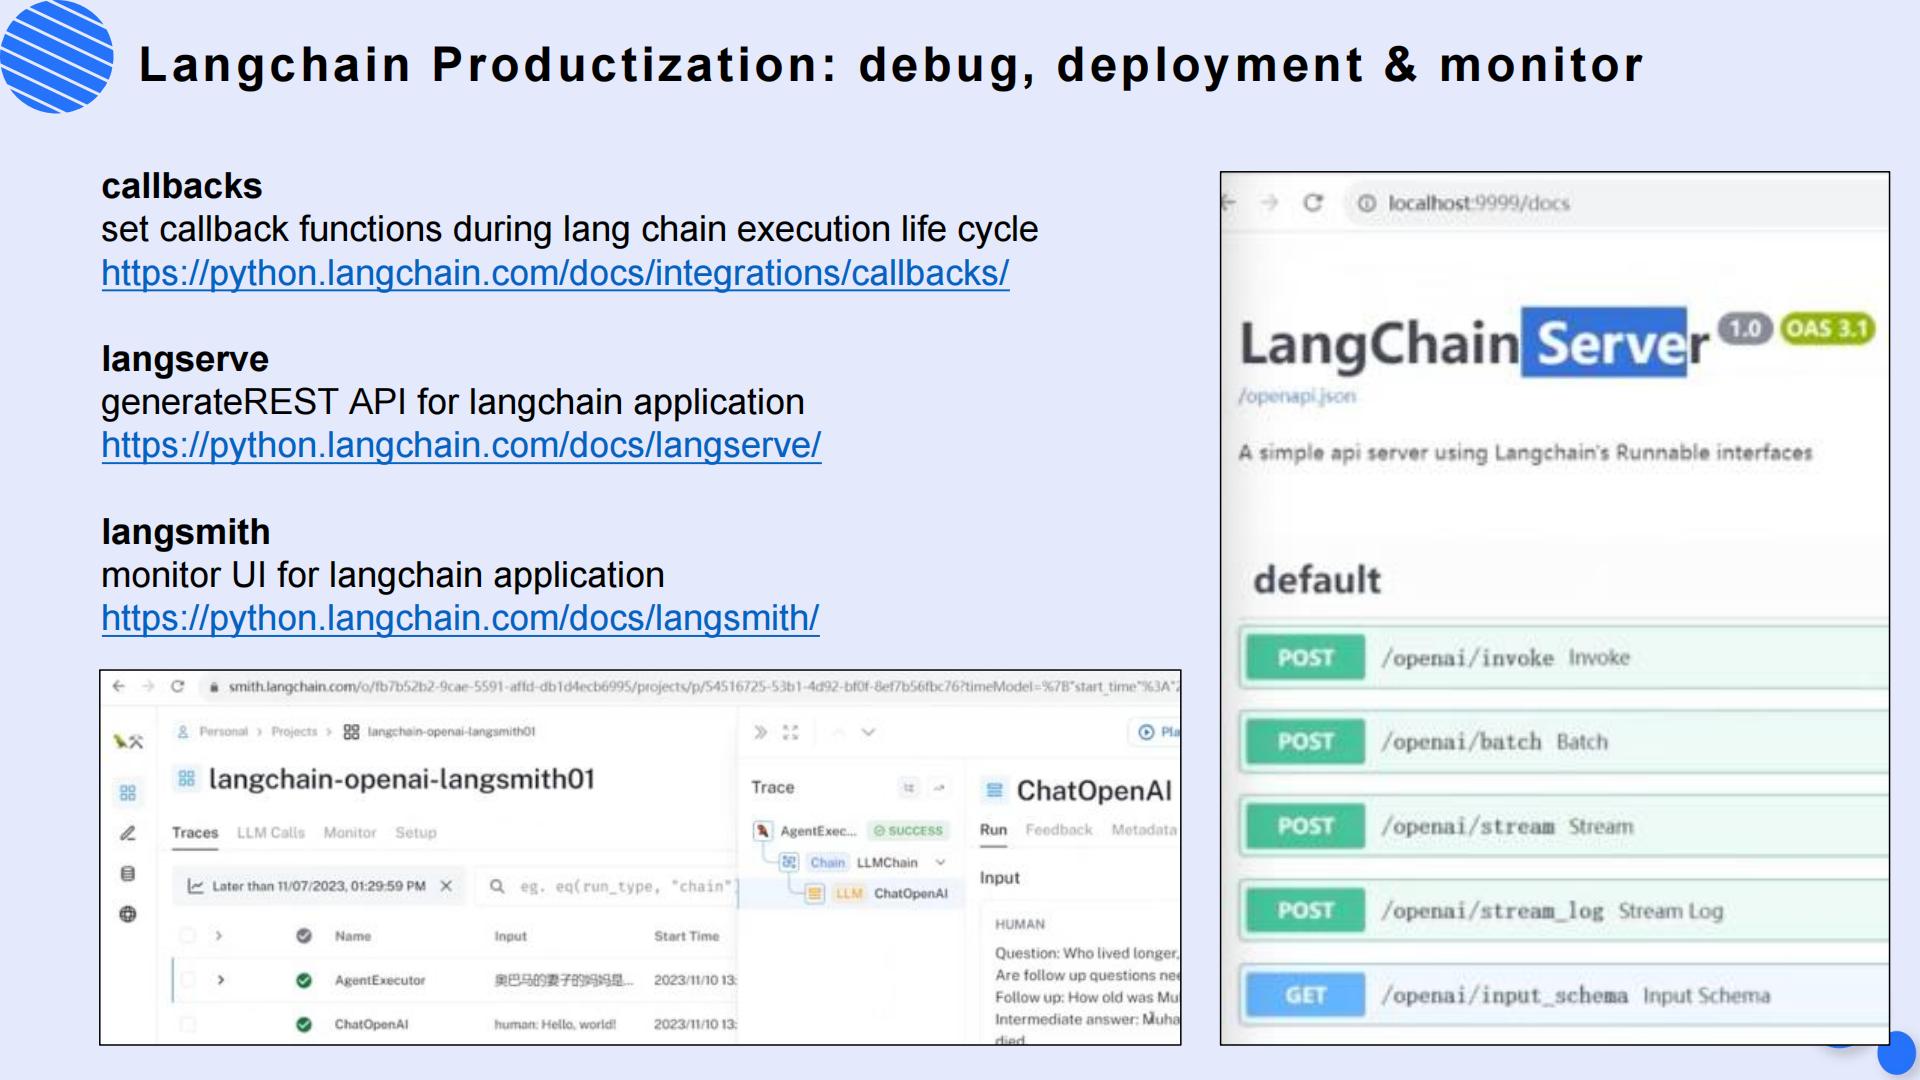 Langchain Productization: debug, deployment & monitor
callbacks
set callback functions during lang chain execution life cycle
https://python.langchain.com/docs/integrations/callbacks/
langserve
generateREST API for langchain application
https://python.langchain.com/docs/langserve/
langsmith
monitor UI for langchain application
https://python.langchain.com/docs/langsmith/
smith.langchain.com/o/fb7b52b2-9cae-5591-affd-db1d4ecb6995/projects/p/54516725-53b1-4d92-bf0f-8ef7b56fbc76?timeModel=%7B"start_time"%3A"
Personal > Projects > langchain-openai-langsmith01
langchain-openai-langsmith01
Traces LLM Calls Monitor Setup
Later than 11/07/2023, 01:29:59 PM
eg. eq(run_type, "chain"
Name Input Start Time
AgentExecutor 奥巴马的妻子的妈妈是... 2023/11/10 13:
ChatOpenAI human: Hello, world! 2023/11/10 13:
Trace
AgentExec... SUCCESS
Chain LLMChain
LLM ChatOpenAI
ChatOpenAI
Run Feedback Metadata
Input
HUMAN
Question: Who lived longer,
Are follow up questions
Follow up: How old was
Intermediate answer:
died
localhost:9999/docs
LangChain Server 1.0 OAS 3.1
/openapi.json
A simple api server using Langchain's Runnable interfaces
default
POST /openai/invoke Invoke
POST /openai/batch Batch
POST /openai/stream Stream
POST /openai/stream_log Stream Log
GET /openai/input_schema Input Schema